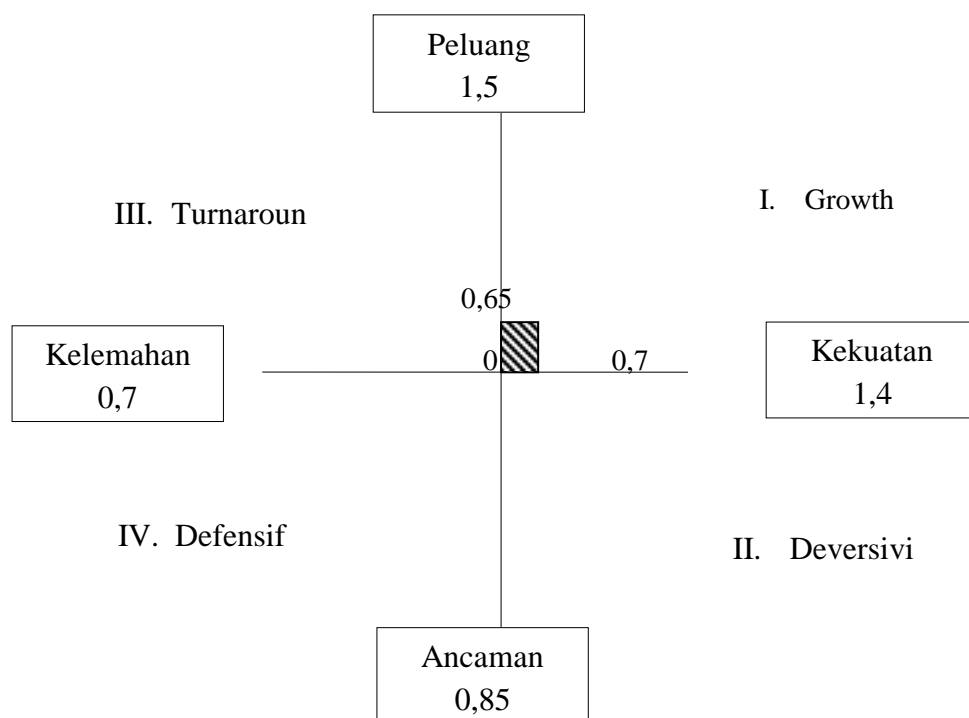 Peluang
1,5
III. Turnaroun
I. Growth
0,65
Kelemahan
0,7
0
0,7
Kekuatan
1,4
IV. Defensif
II. Deversivi
Ancaman
0,85